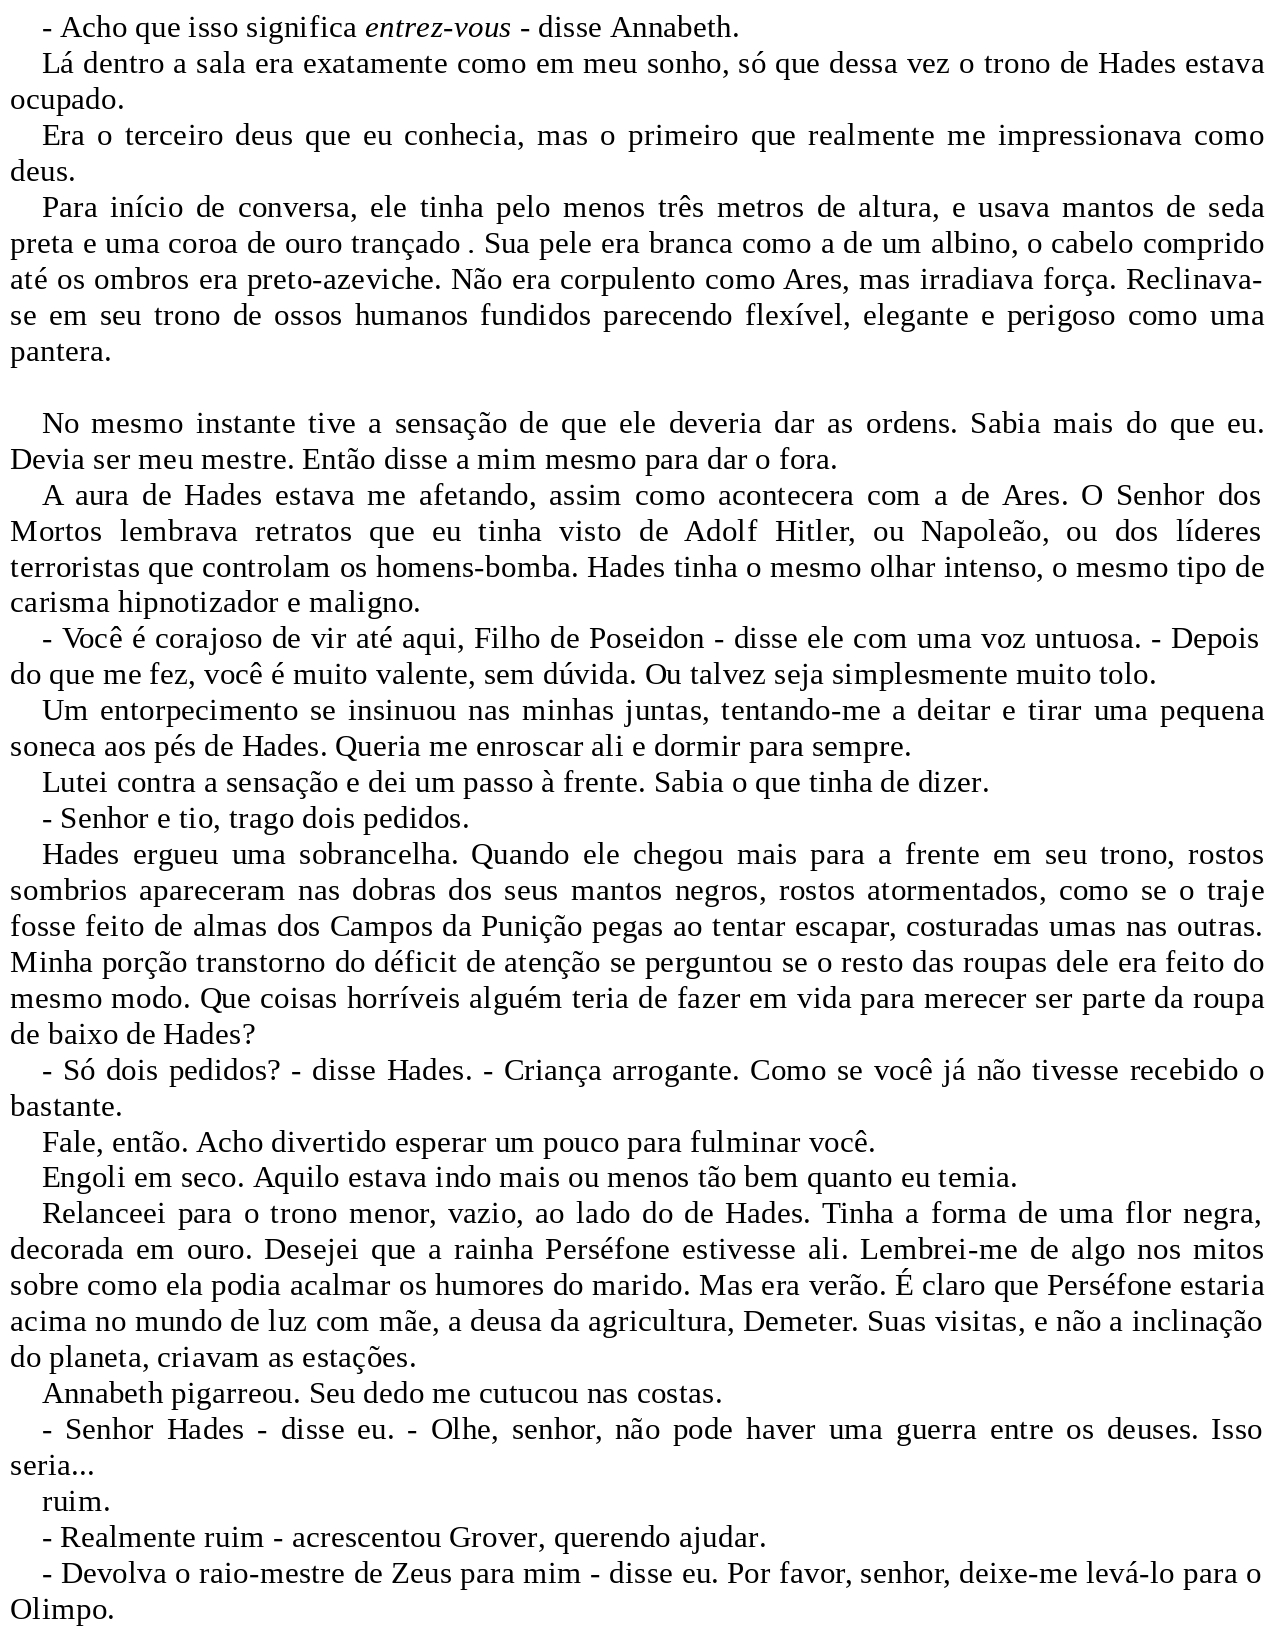 - Acho que isso significa entrez-vous - disse Annabeth.
Lá dentro a sala era exatamente como em meu sonho, só que dessa vez o trono de Hades estava
ocupado.
Era o terceiro deus que eu conhecia, mas o primeiro que realmente me impressionava como
deus.
Para início de conversa, ele tinha pelo menos três metros de altura, e usava mantos de seda
preta e uma coroa de ouro trançado . Sua pele era branca como a de um albino, o cabelo comprido
até os ombros era preto-azeviche. Não era corpulento como Ares, mas irradiava força. Reclinava-
se em seu trono de ossos humanos fundidos parecendo flexível, elegante e perigoso como uma
pantera.
No mesmo instante tive a sensação de que ele deveria dar as ordens. Sabia mais do que eu.
Devia ser meu mestre. Então disse a mim mesmo para dar o fora.
A aura de Hades estava me afetando, assim como acontecera com a de Ares. O Senhor dos
Mortos lembrava retratos que eu tinha visto de Adolf Hitler, ou Napoleão, ou dos líderes
terroristas que controlam os homens-bomba. Hades tinha o mesmo olhar intenso, o mesmo tipo de
carisma hipnotizador e maligno.
- Você é corajoso de vir até aqui, Filho de Poseidon - disse ele com uma voz untuosa. - Depois
do que me fez, você é muito valente, sem dúvida. Ou talvez seja simplesmente muito tolo.
Um entorpecimento se insinuou nas minhas juntas, tentando-me a deitar e tirar uma pequena
soneca aos pés de Hades. Queria me enroscar ali e dormir para sempre.
Lutei contra a sensação e dei um passo à frente. Sabia o que tinha de dizer.
- Senhor e tio, trago dois pedidos.
Hades ergueu uma sobrancelha. Quando ele chegou mais para a frente em seu trono, rostos
sombrios apareceram nas dobras dos seus mantos negros, rostos atormentados, como se o traje
fosse feito de almas dos Campos da Punição pegas ao tentar escapar, costuradas umas nas outras.
Minha porção transtorno do déficit de atenção se perguntou se o resto das roupas dele era feito do
mesmo modo. Que coisas horríveis alguém teria de fazer em vida para merecer ser parte da roupa
de baixo de Hades?
- Só dois pedidos? - disse Hades. - Criança arrogante. Como se você já não tivesse recebido o
bastante.
Fale, então. Acho divertido esperar um pouco para fulminar você.
Engoli em seco. Aquilo estava indo mais ou menos tão bem quanto eu temia.
Relanceei para o trono menor, vazio, ao lado do de Hades. Tinha a forma de uma flor negra,
decorada em ouro. Desejei que a rainha Perséfone estivesse ali. Lembrei-me de algo nos mitos
sobre como ela podia acalmar os humores do marido. Mas era verão. É claro que Perséfone estaria
acima no mundo de luz com mãe, a deusa da agricultura, Demeter. Suas visitas, e não a inclinação
do planeta, criavam as estações.
Annabeth pigarreou. Seu dedo me cutucou nas costas.
- Senhor Hades - disse eu. - Olhe, senhor, não pode haver uma guerra entre os deuses. Isso
seria...
ruim.
- Realmente ruim - acrescentou Grover, querendo ajudar.
- Devolva o raio-mestre de Zeus para mim - disse eu. Por favor, senhor, deixe-me levá-lo para o
Olimpo.